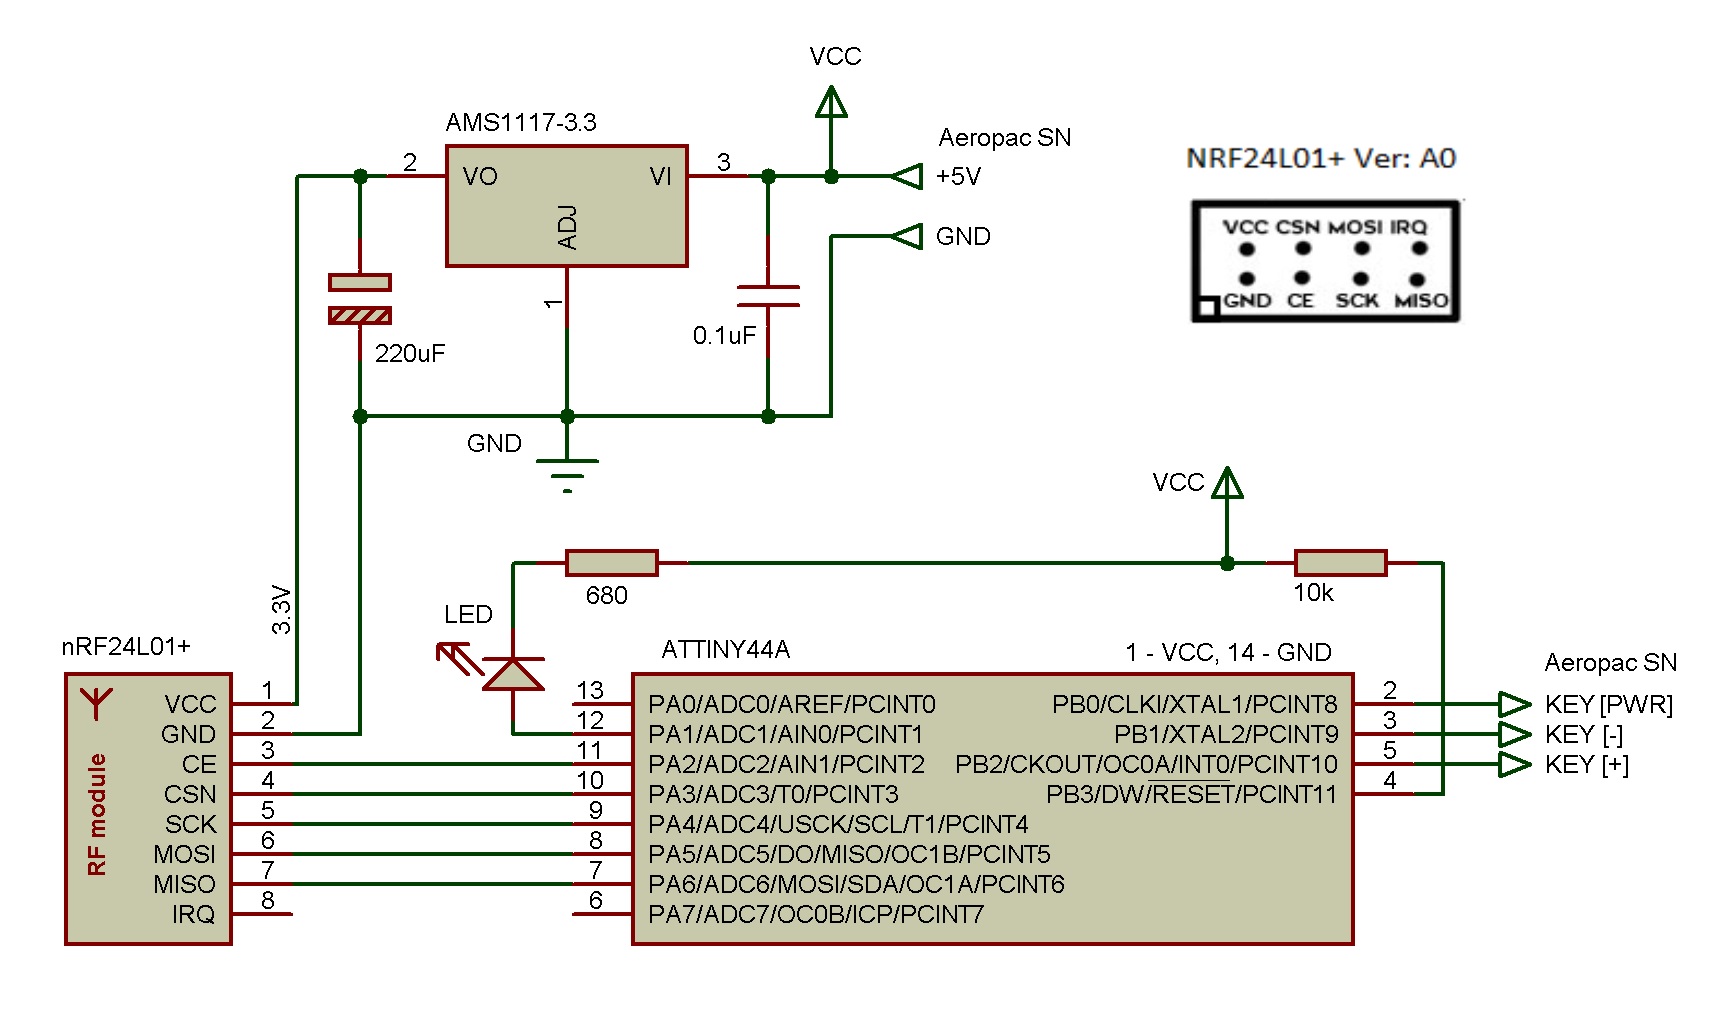 VCC
AMS1117-3.3
Aeropac SN
2
VO
VI
3
+5V
ADJ
1
GND
220uF
0.1uF
GND
NRF24L01+ Ver: A0
VCC CSN MOSI IRQ
GND CE SCK MISO
VCC
680
10k
3.3V
LED
nRF24L01+
RF module
VCC 1
GND 2
CE 3
CSN 4
SCK 5
MOSI 6
MISO 7
IRQ 8
ATTINY44A
1 - VCC, 14 - GND
13 PA0/ADC0/AREF/PCINT0
12 PA1/ADC1/AIN0/PCINT1
11 PA2/ADC2/AIN1/PCINT2
10 PA3/ADC3/T0/PCINT3
9 PA4/ADC4/USCK/SCL/T1/PCINT4
8 PA5/ADC5/DO/MISO/OC1B/PCINT5
7 PA6/ADC6/MOSI/SDA/OC1A/PCINT6
6 PA7/ADC7/OC0B/ICP/PCINT7
PB0/CLKI/XTAL1/PCINT8 2
PB1/XTAL2/PCINT9 3
PB2/CKOUT/OC0A/INT0/PCINT10 5
PB3/DW/RESET/PCINT11 4
Aeropac SN
KEY [PWR]
KEY [-]
KEY [+]